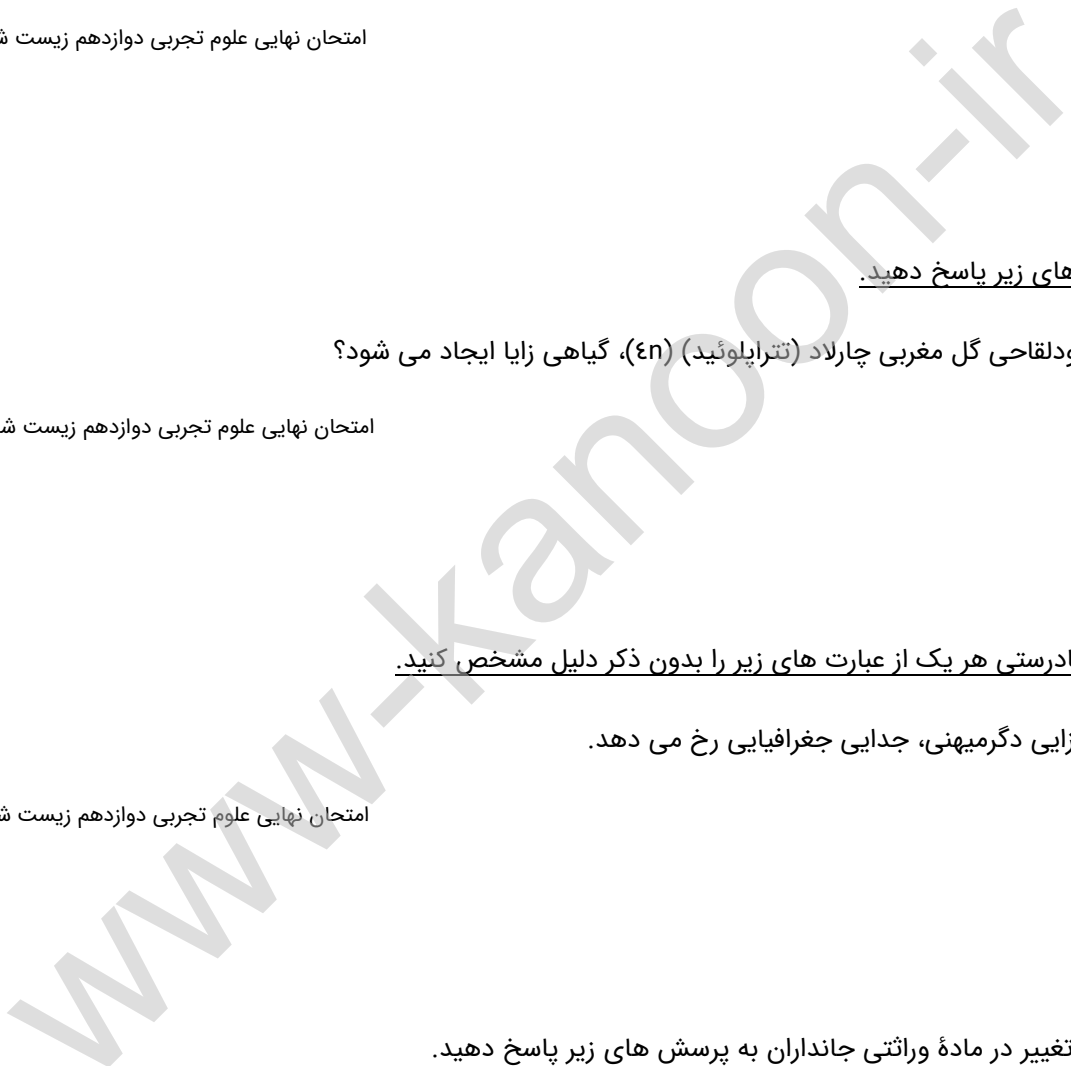 امتحان نهایی علوم تجربی دوازدهم زیست
های زیر پاسخ دهید.
ودلقاحی گل مغربی چارلاد (تتراپلوئید) (٤n)، گیاهی زایا ایجاد می شود؟
امتحان نهایی علوم تجربی دوازدهم زیست
ادرستی هر یک از عبارت های زیر را بدون ذکر دلیل مشخص کنید.
زایی دگرمیهنی، جدایی جغرافیایی رخ می دهد.
امتحان نهایی علوم تجربی دوازدهم زیست
تغییر در مادهٔ وراثتی جانداران به پرسش های زیر پاسخ دهید.
www-kanoon-ir